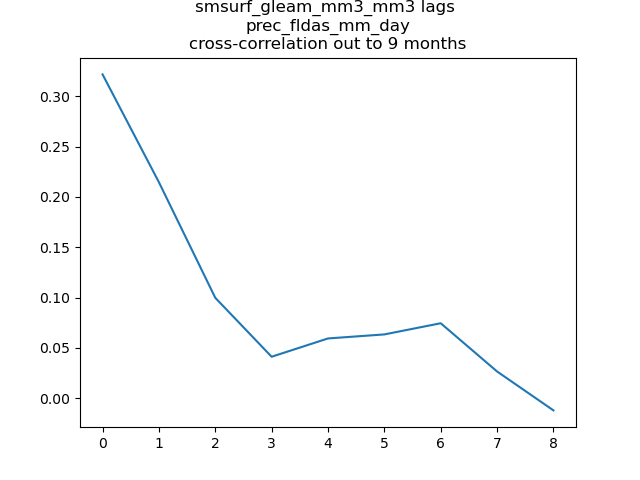 smsurf_gleam_mm3_mm3 lags
prec_fldas_mm_day
cross-correlation out to 9 months
0.30
0.25
0.20
0.15
0.10
0.05
0.00
0 1 2 3 4 5 6 7 8